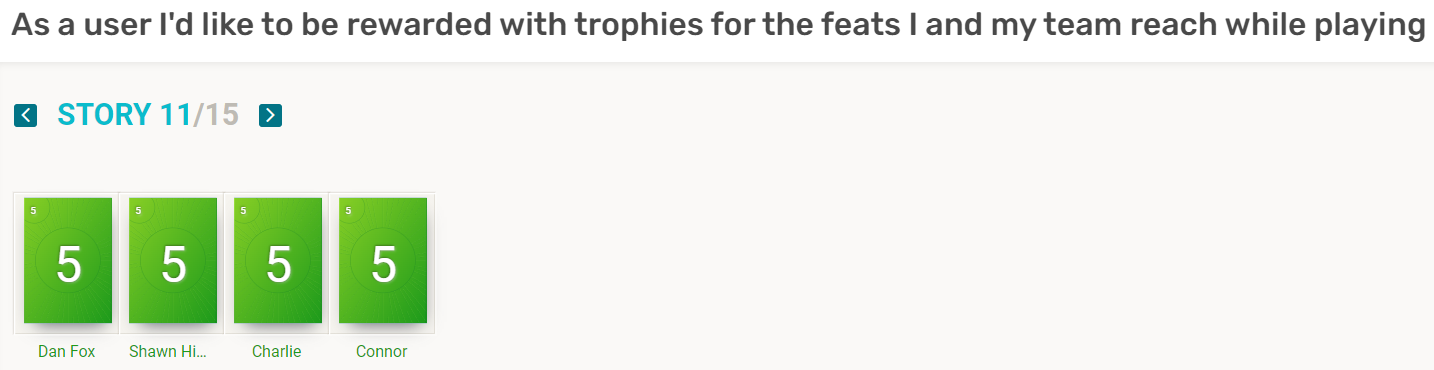 As a user I'd like to be rewarded with trophies for the feats I and my team reach while playing
STORY 11/15
5 5 5 5
5 5 5 5
Dan Fox Shawn Hi... Charlie Connor